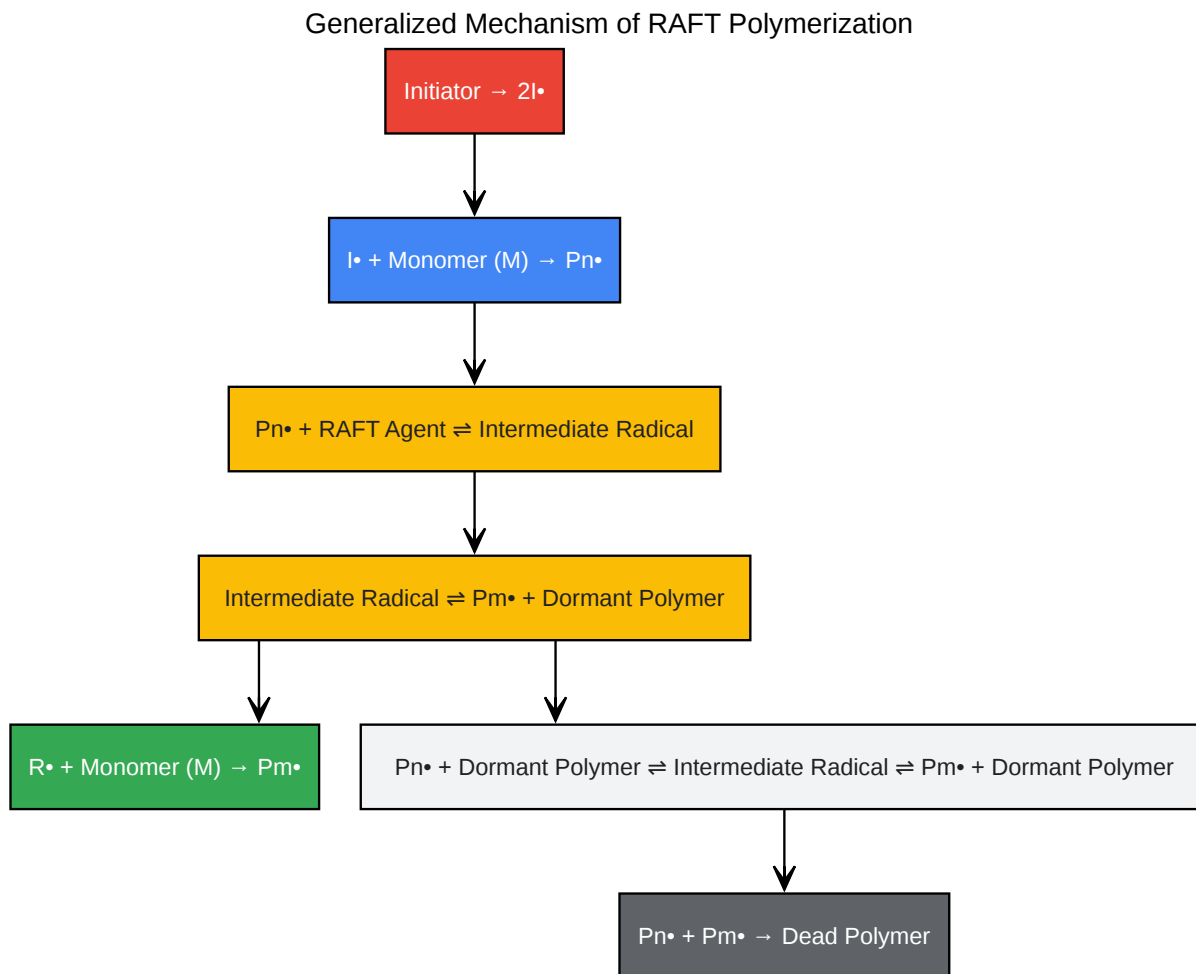 Generalized Mechanism of RAFT Polymerization
Initiator → 2I•
I• + Monomer (M) → Pn•
Pn• + RAFT Agent ⇌ Intermediate Radical
Intermediate Radical ⇌ Pm• + Dormant Polymer
R• + Monomer (M) → Pm•
Pn• + Dormant Polymer ⇌ Intermediate Radical ⇌ Pm• + Dormant Polymer
Pn• + Pm• → Dead Polymer